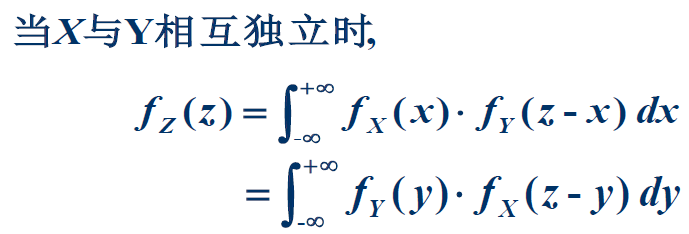 当X与Y相互独立时,
f_Z(z) = ∫_{-∞}^{+∞} f_X(x)· f_Y(z - x) dx
= ∫_{-∞}^{+∞} f_Y(y)· f_X(z - y) dy